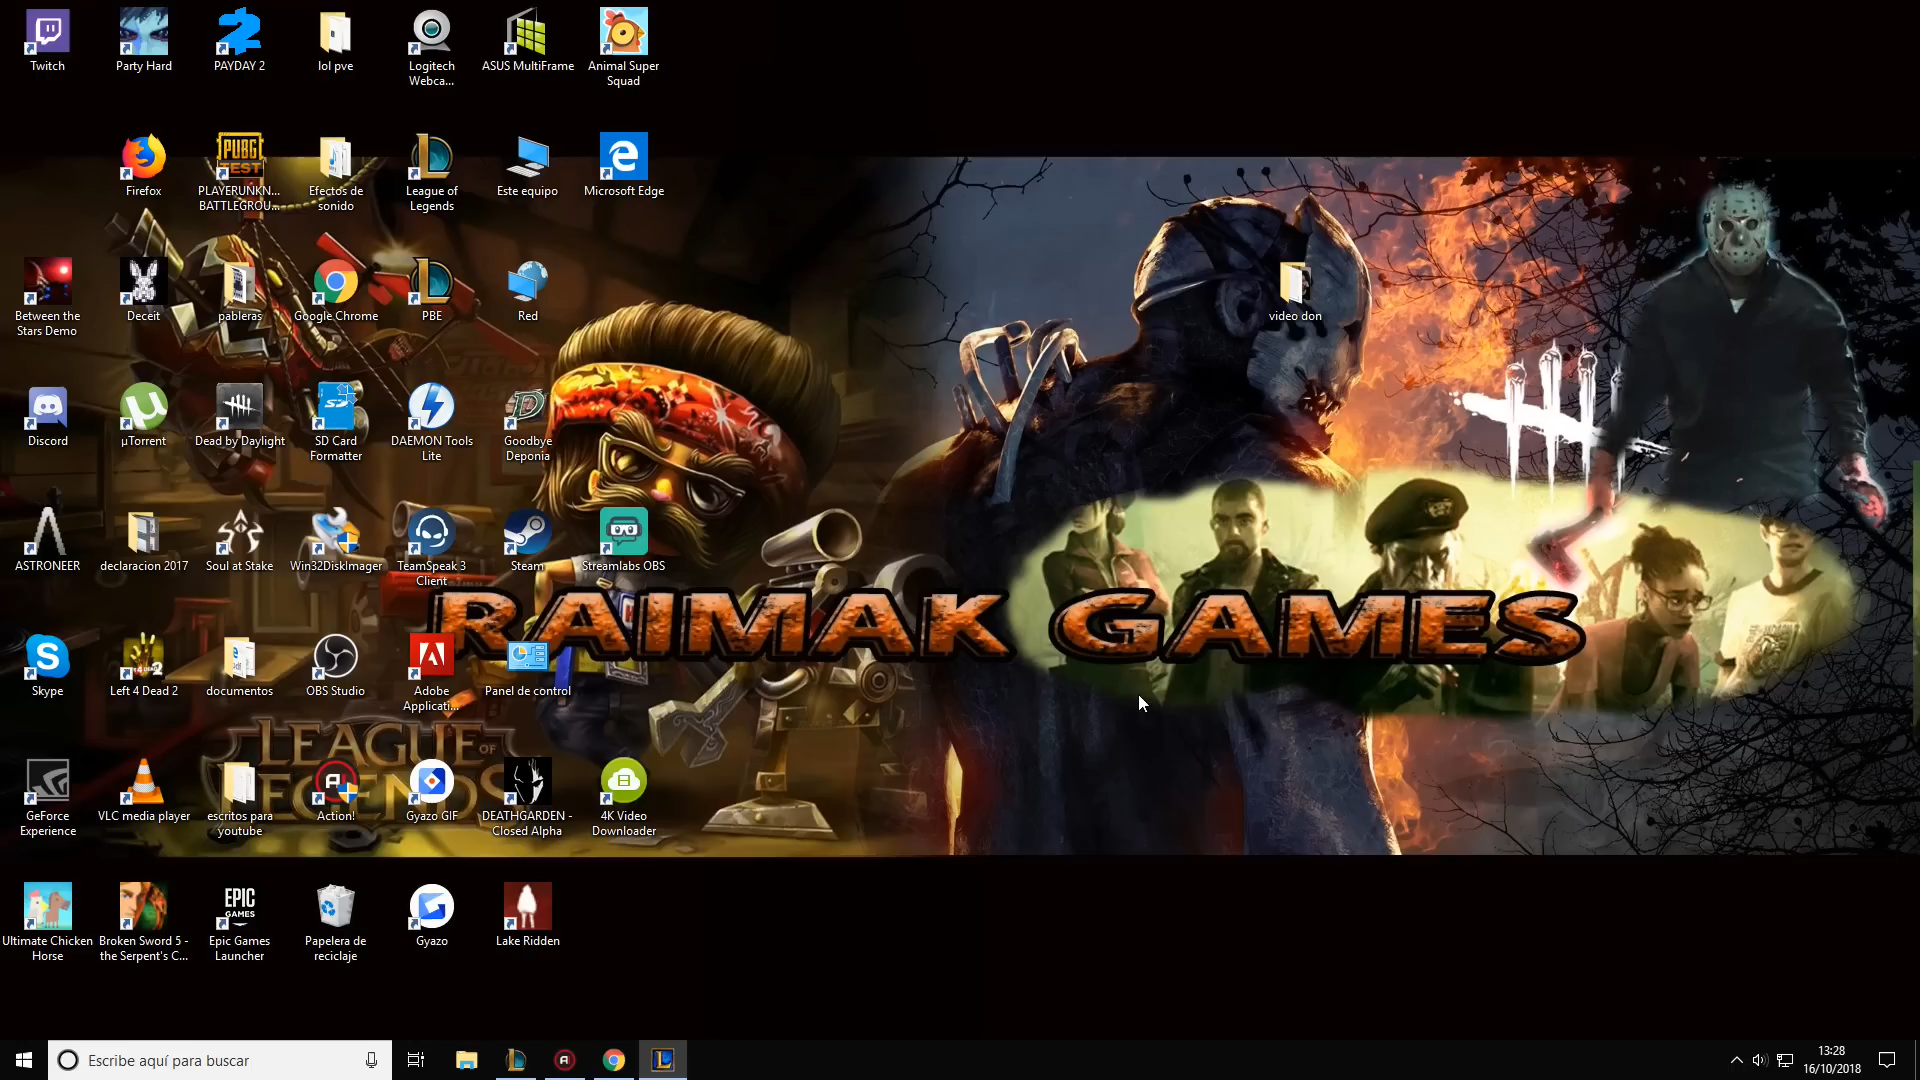 Twitch
Party Hard
PAYDAY 2
lol pve
Logitech
Webca...
ASUS MultiFrame
Animal Super
Squad
PUBG
TEST
Firefox
PLAYERUNKN...
BATTLEGROU...
Efectos de
sonido
League of
Legends
Este equipo
Microsoft Edge
Between the
Stars Demo
Deceit
pableras
Google Chrome
PBE
Red
video don
Discord
µTorrent
Dead by Daylight
SD Card
Formatter
DAEMON Tools
Lite
Goodbye
Deponia
ASTRONEER
declaracion 2017
Soul at Stake
Win32DiskImager
TeamSpeak 3
Client
Steam
Streamlabs OBS
RAIMAK GAMES
Skype
Left 4 Dead 2
documentos
OBS Studio
Adobe
Applicati...
Panel de control
LEAGUE OF
LEGENDS
GeForce
Experience
VLC media player
escritos para
youtube
Action!
Gyazo GIF
DEATHGARDEN -
Closed Alpha
4K Video
Downloader
EPIC
GAMES
Ultimate Chicken
Horse
Broken Sword 5 -
the Serpent's C...
Epic Games
Launcher
Papelera de
reciclaje
Gyazo
Lake Ridden
Escribe aquí para buscar
13:28
16/10/2018